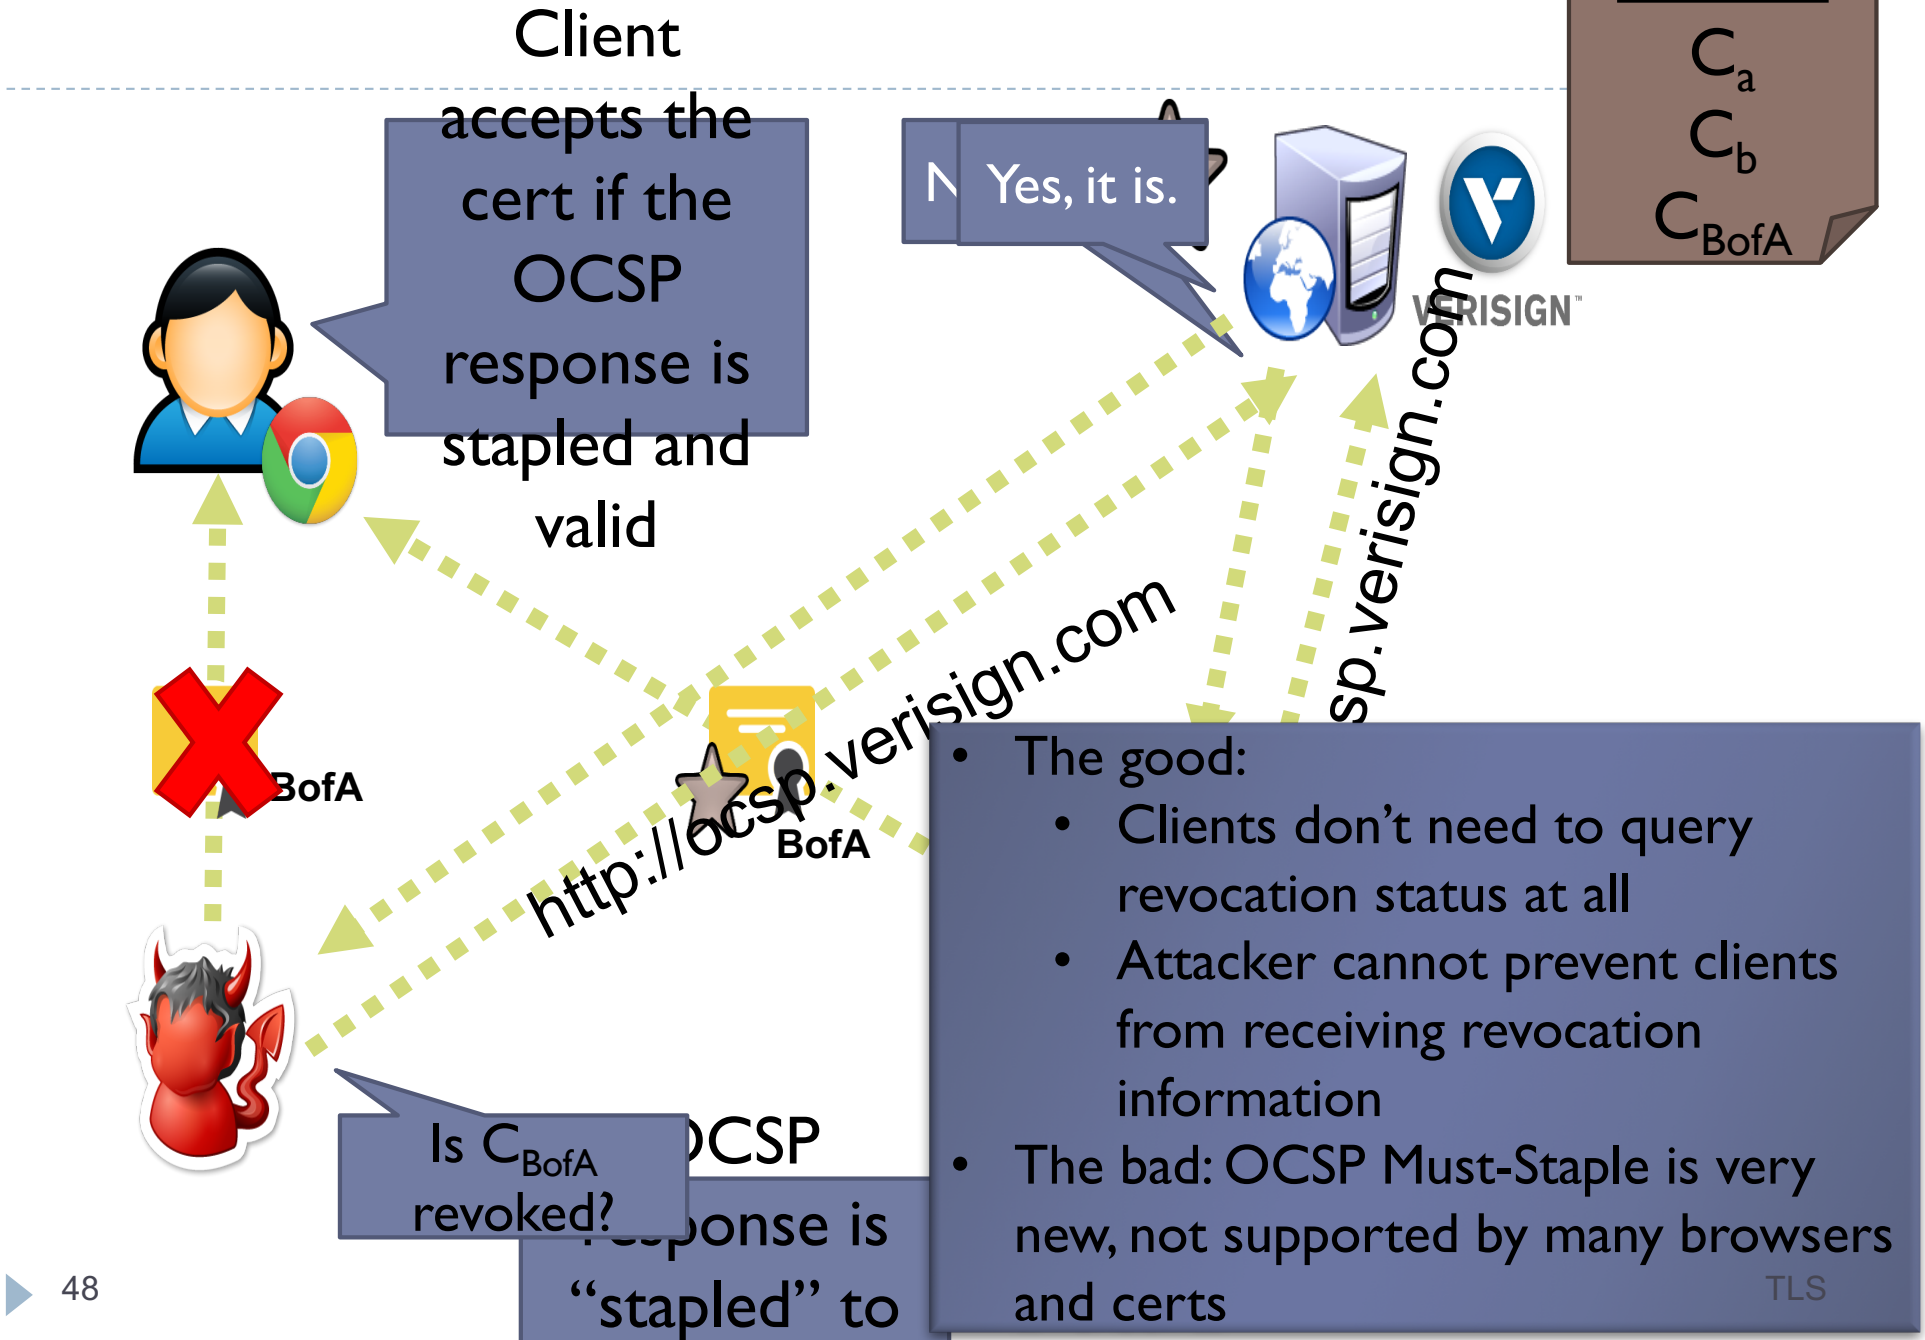 Client
accepts the
cert if the
OCSP
response is
stapled and
valid
N
Yes, it is.
VERISIGN™
Ca
Cb
CBofA
sp.verisign.com
http://ocsp.verisign.com
BofA
BofA
Is CBofA
revoked?
OCSP
response is
“stapled” to
• The good:
• Clients don’t need to query
revocation status at all
• Attacker cannot prevent clients
from receiving revocation
information
• The bad: OCSP Must-Staple is very
new, not supported by many browsers
and certs
48
TLS